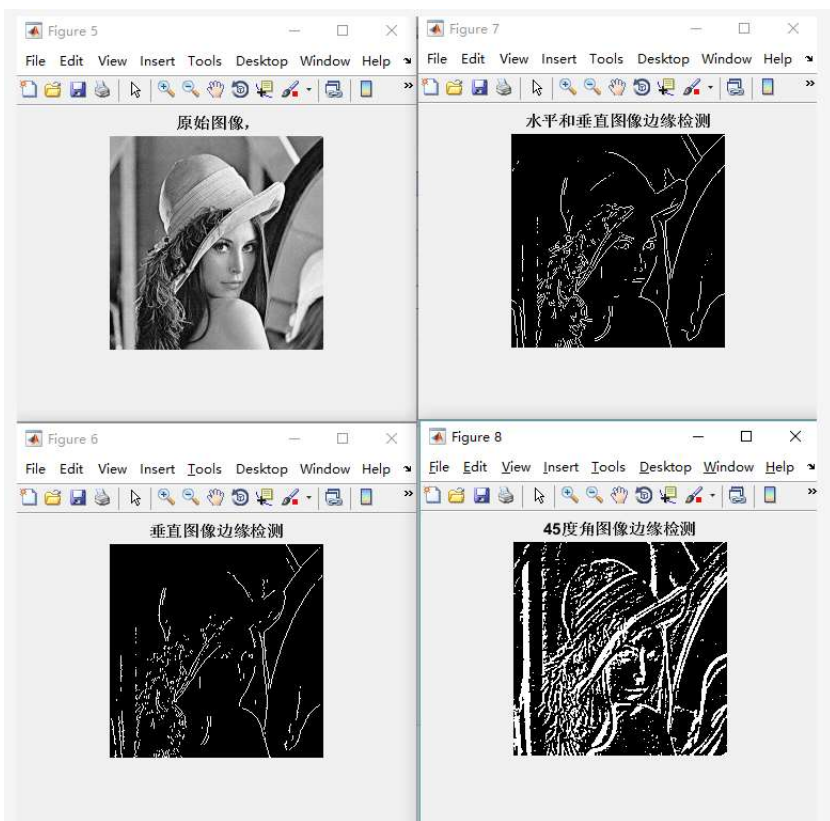 Figure 5
File Edit View Insert Tools Desktop Window Help
原始图像,
Figure 7
File Edit View Insert Tools Desktop Window Help
水平和垂直图像边缘检测
Figure 6
File Edit View Insert Tools Desktop Window Help
垂直图像边缘检测
Figure 8
File Edit View Insert Tools Desktop Window Help
45度角图像边缘检测